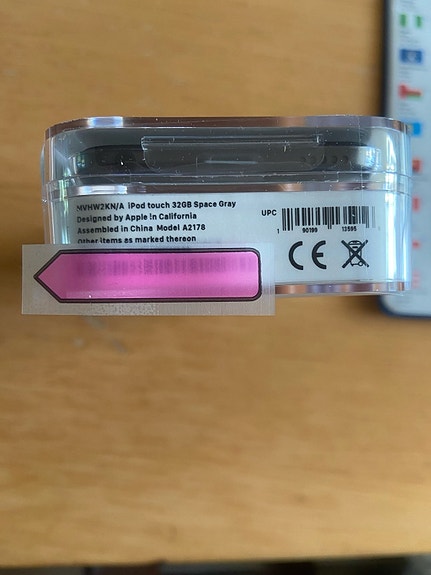 MVHW2KN/A iPod touch 32GB Space Gray
Designed by Apple in California
Assembled in China Model A2178
Other items as marked thereon
UPC
1 90199 13595
CE